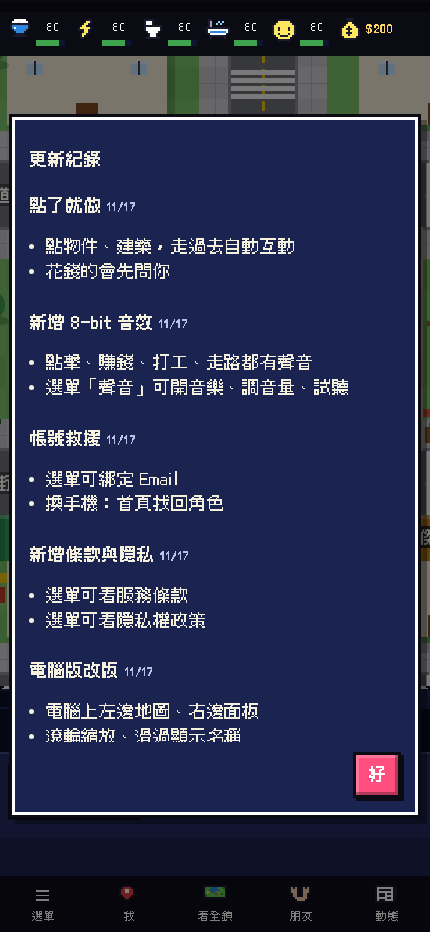 80 80 80 80 80 $200
更新紀錄
點了就做 11/17
• 點物件、建築，走過去自動互動
• 花錢的會先問你
新增 8-bit 音效 11/17
• 點擊、賺錢、打工、走路都有聲音
• 選單「聲音」可開音樂、調音量、試聽
帳號救援 11/17
• 選單可綁定 Email
• 換手機：首頁找回角色
新增條款與隱私 11/17
• 選單可看服務條款
• 選單可看隱私權政策
電腦版改版 11/17
• 電腦上左邊地圖、右邊面板
• 滾輪縮放、滑過顯示名稱
好
選單 我 看全鎮 朋友 動態